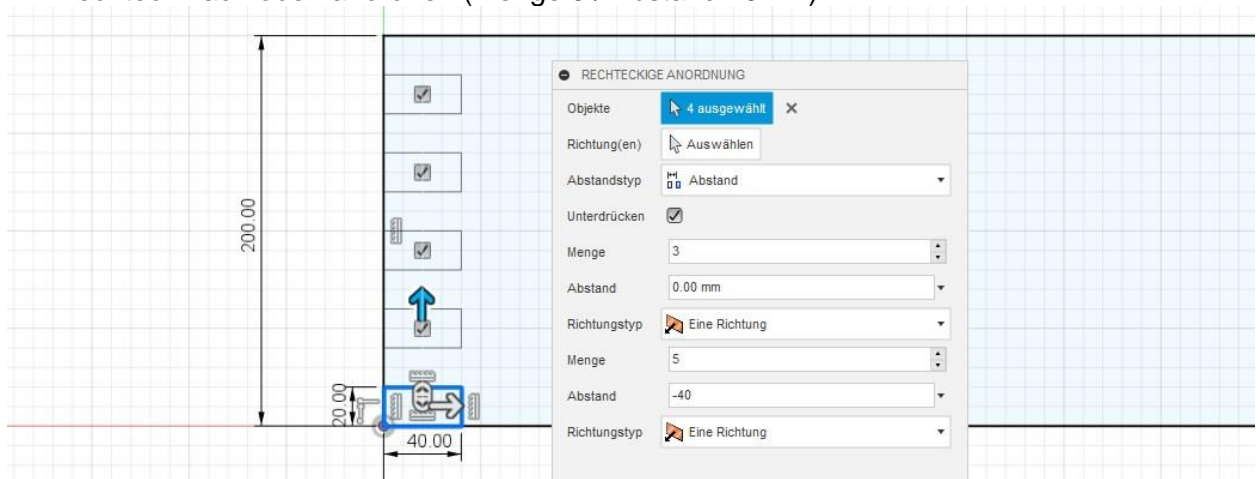 RECHTECKIGE ANORDNUNG
Objekte 4 ausgewählt
Richtung(en) Auswählen
Abstandstyp Abstand
Unterdrücken
Menge 3
Abstand 0.00 mm
Richtungstyp Eine Richtung
Menge 5
Abstand -40
Richtungstyp Eine Richtung
200.00
20.00
40.00